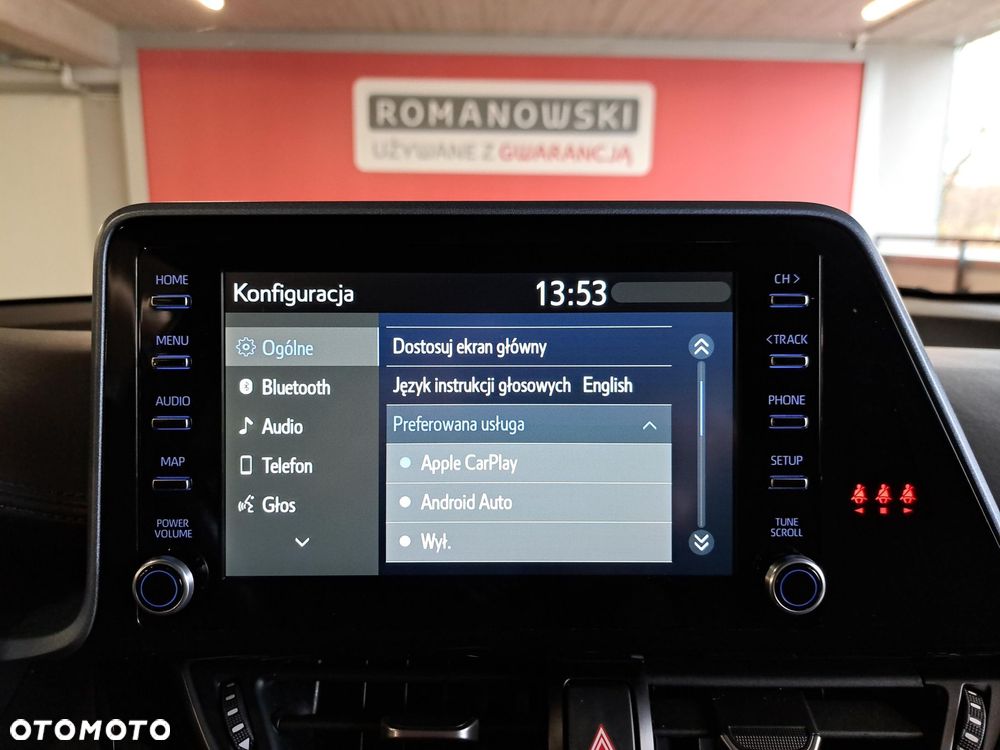 ROMANOWSKI
UŻYWANE Z GWARANCJĄ
HOME
MENU
AUDIO
MAP
POWER
VOLUME
Konfiguracja 13:53
Ogólne
Bluetooth
Audio
Telefon
Głos
Dostosuj ekran główny
Język instrukcji głosowych English
Preferowana usługa
Apple CarPlay
Android Auto
Wył.
CH >
< TRACK
PHONE
SETUP
TUNE
SCROLL
OTOMOTO